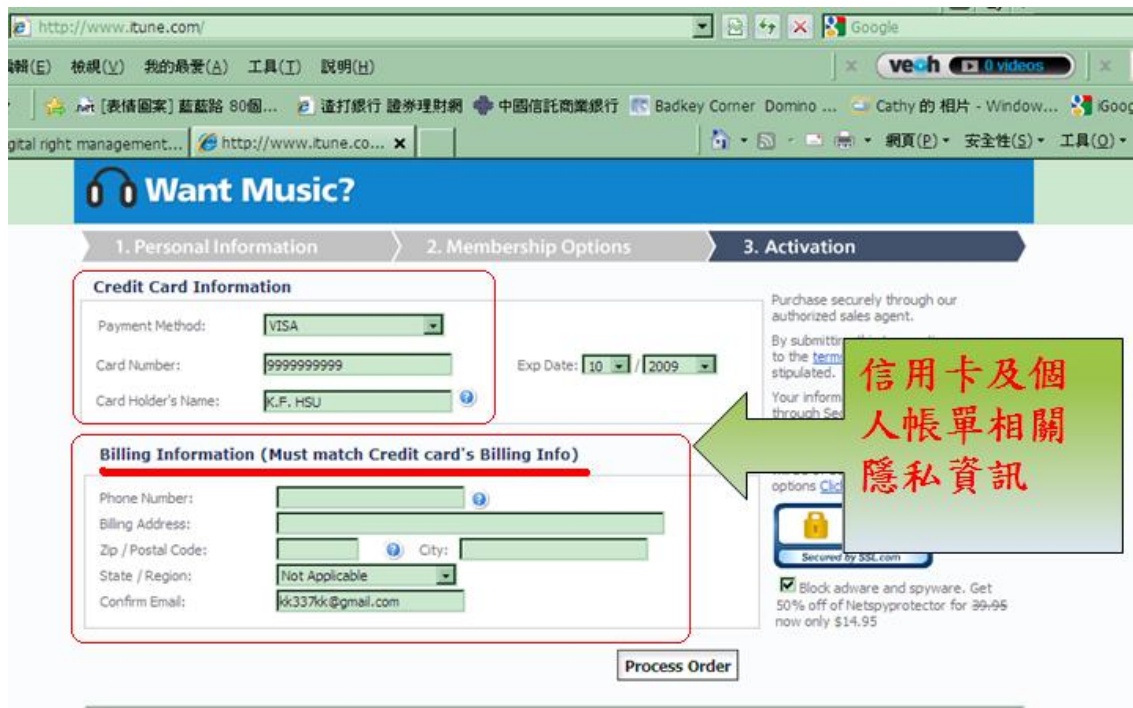 http://www.itune.com/
Google
編輯(E) 檢視(V) 我的最愛(A) 工具(T) 說明(H)
veoh 0 videos
[表情圖案] 藍藍路 80個... 渣打銀行 證券理財網 中國信託商業銀行 Badkey Corner Domino ... Cathy 的 相片 - Window... iGoog
gital right management... http://www.itune.co...
網頁(P) 安全性(S) 工具(O)
Want Music?
1. Personal Information 2. Membership Options 3. Activation
Credit Card Information
Payment Method: VISA
Card Number: 9999999999 Exp Date: 10 / 2009
Card Holder's Name: K.F. HSU
Billing Information (Must match Credit card's Billing Info)
Phone Number:
Billing Address:
Zip / Postal Code: City:
State / Region: Not Applicable
Confirm Email: kk337kk@gmail.com
Purchase securely through our
authorized sales agent.
By submitting
to the terms
stipulated.
Your inform
through Sec
options Clic
信用卡及個
人帳單相關
隱私資訊
Secured by SSL.com
Block adware and spyware. Get
50% off of Netspyprotector for 39.95
now only $14.95
Process Order